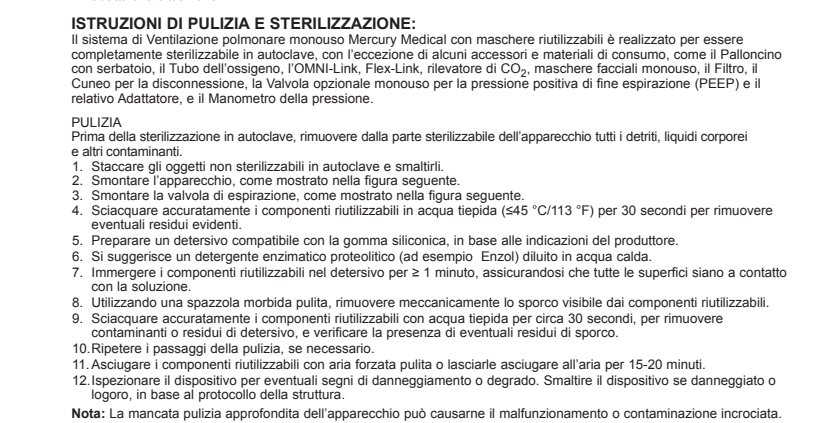 ISTRUZIONI DI PULIZIA E STERILIZZAZIONE:
Il sistema di Ventilazione polmonare monouso Mercury Medical con maschere riutilizzabili è realizzato per essere
completamente sterilizzabile in autoclave, con l'eccezione di alcuni accessori e materiali di consumo, come il Palloncino
con serbatoio, il Tubo dell'ossigeno, l'OMNI-Link, Flex-Link, rilevatore di CO2, maschere facciali monouso, il Filtro, il
Cuneo per la disconnessione, la Valvola opzionale monouso per la pressione positiva di fine espirazione (PEEP) e il
relativo Adattatore, e il Manometro della pressione.
PULIZIA
Prima della sterilizzazione in autoclave, rimuovere dalla parte sterilizzabile dell'apparecchio tutti i detriti, liquidi corporei
e altri contaminanti.
1. Staccare gli oggetti non sterilizzabili in autoclave e smaltirli.
2. Smontare l'apparecchio, come mostrato nella figura seguente.
3. Smontare la valvola di espirazione, come mostrato nella figura seguente.
4. Sciacquare accuratamente i componenti riutilizzabili in acqua tiepida (≤45 °C/113 °F) per 30 secondi per rimuovere
eventuali residui evidenti.
5. Preparare un detersivo compatibile con la gomma siliconica, in base alle indicazioni del produttore.
6. Si suggerisce un detergente enzimatico proteolitico (ad esempio Enzol) diluito in acqua calda.
7. Immergere i componenti riutilizzabili nel detersivo per ≥ 1 minuto, assicurandosi che tutte le superfici siano a contatto
con la soluzione.
8. Utilizzando una spazzola morbida pulita, rimuovere meccanicamente lo sporco visibile dai componenti riutilizzabili.
9. Sciacquare accuratamente i componenti riutilizzabili con acqua tiepida per circa 30 secondi, per rimuovere
contaminanti o residui di detersivo, e verificare la presenza di eventuali residui di sporco.
10. Ripetere i passaggi della pulizia, se necessario.
11. Asciugare i componenti riutilizzabili con aria forzata pulita o lasciarle asciugare all'aria per 15-20 minuti.
12. Ispezionare il dispositivo per eventuali segni di danneggiamento o degrado. Smaltire il dispositivo se danneggiato o
logoro, in base al protocollo della struttura.
Nota: La mancata pulizia approfondita dell'apparecchio può causarne il malfunzionamento o contaminazione incrociata.